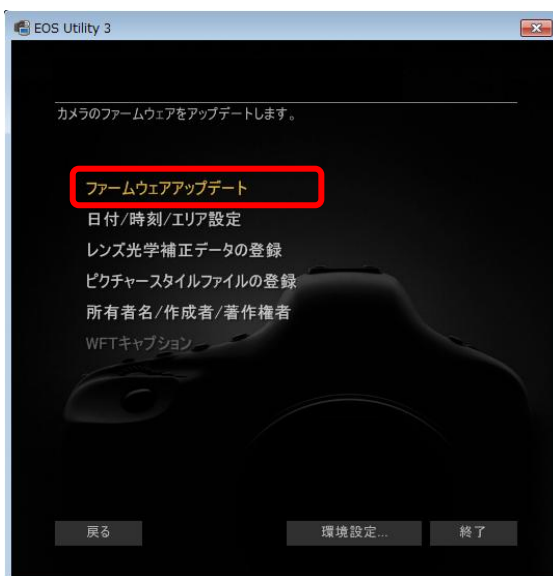 EOS Utility 3
カメラのファームウェアをアップデートします。
ファームウェアアップデート
日付/時刻/エリア設定
レンズ光学補正データの登録
ピクチャースタイルファイルの登録
所有者名/作成者/著作権者
WFTキャプション
戻る 環境設定... 終了